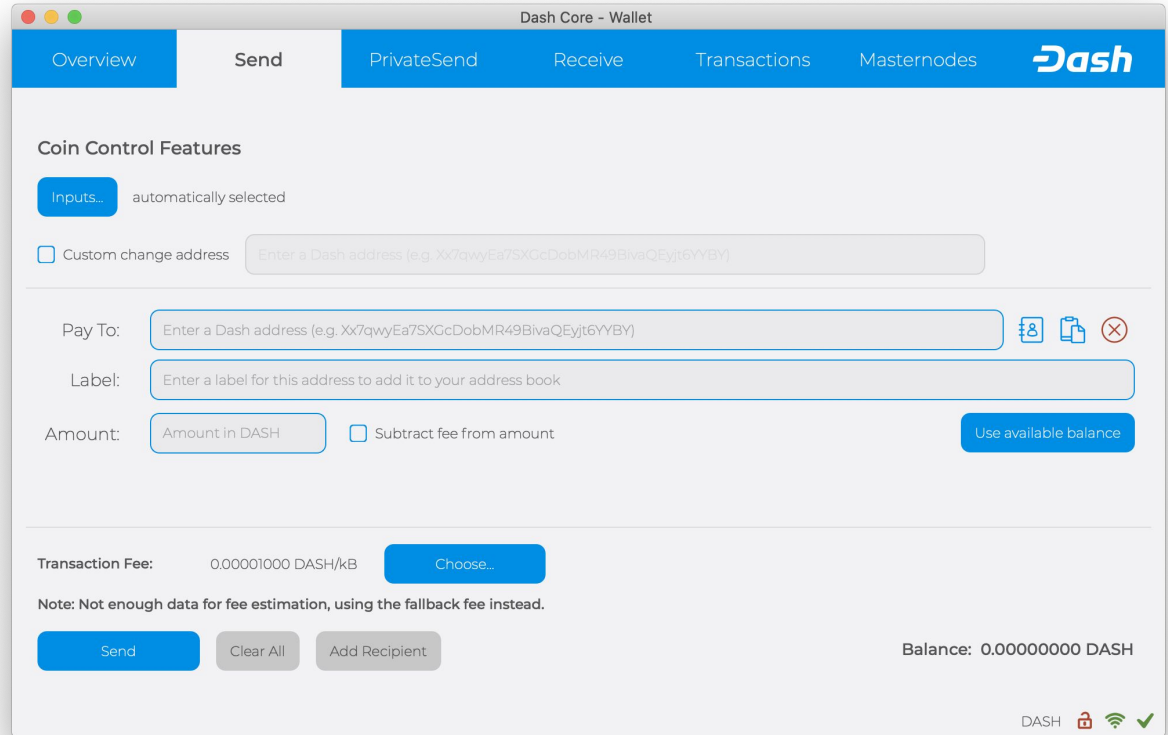 Dash Core - Wallet
Overview Send PrivateSend Receive Transactions Masternodes Dash
Coin Control Features
Inputs... automatically selected
Custom change address Enter a Dash address (e.g. Xx7qwyEa7SXGcDobMR49BivaQEyjt6YYBY)
Pay To: Enter a Dash address (e.g. Xx7qwyEa7SXGcDobMR49BivaQEyjt6YYBY)
Label: Enter a label for this address to add it to your address book
Amount: Amount in DASH Subtract fee from amount Use available balance
Transaction Fee: 0.00001000 DASH/kB Choose...
Note: Not enough data for fee estimation, using the fallback fee instead.
Send Clear All Add Recipient Balance: 0.00000000 DASH
DASH